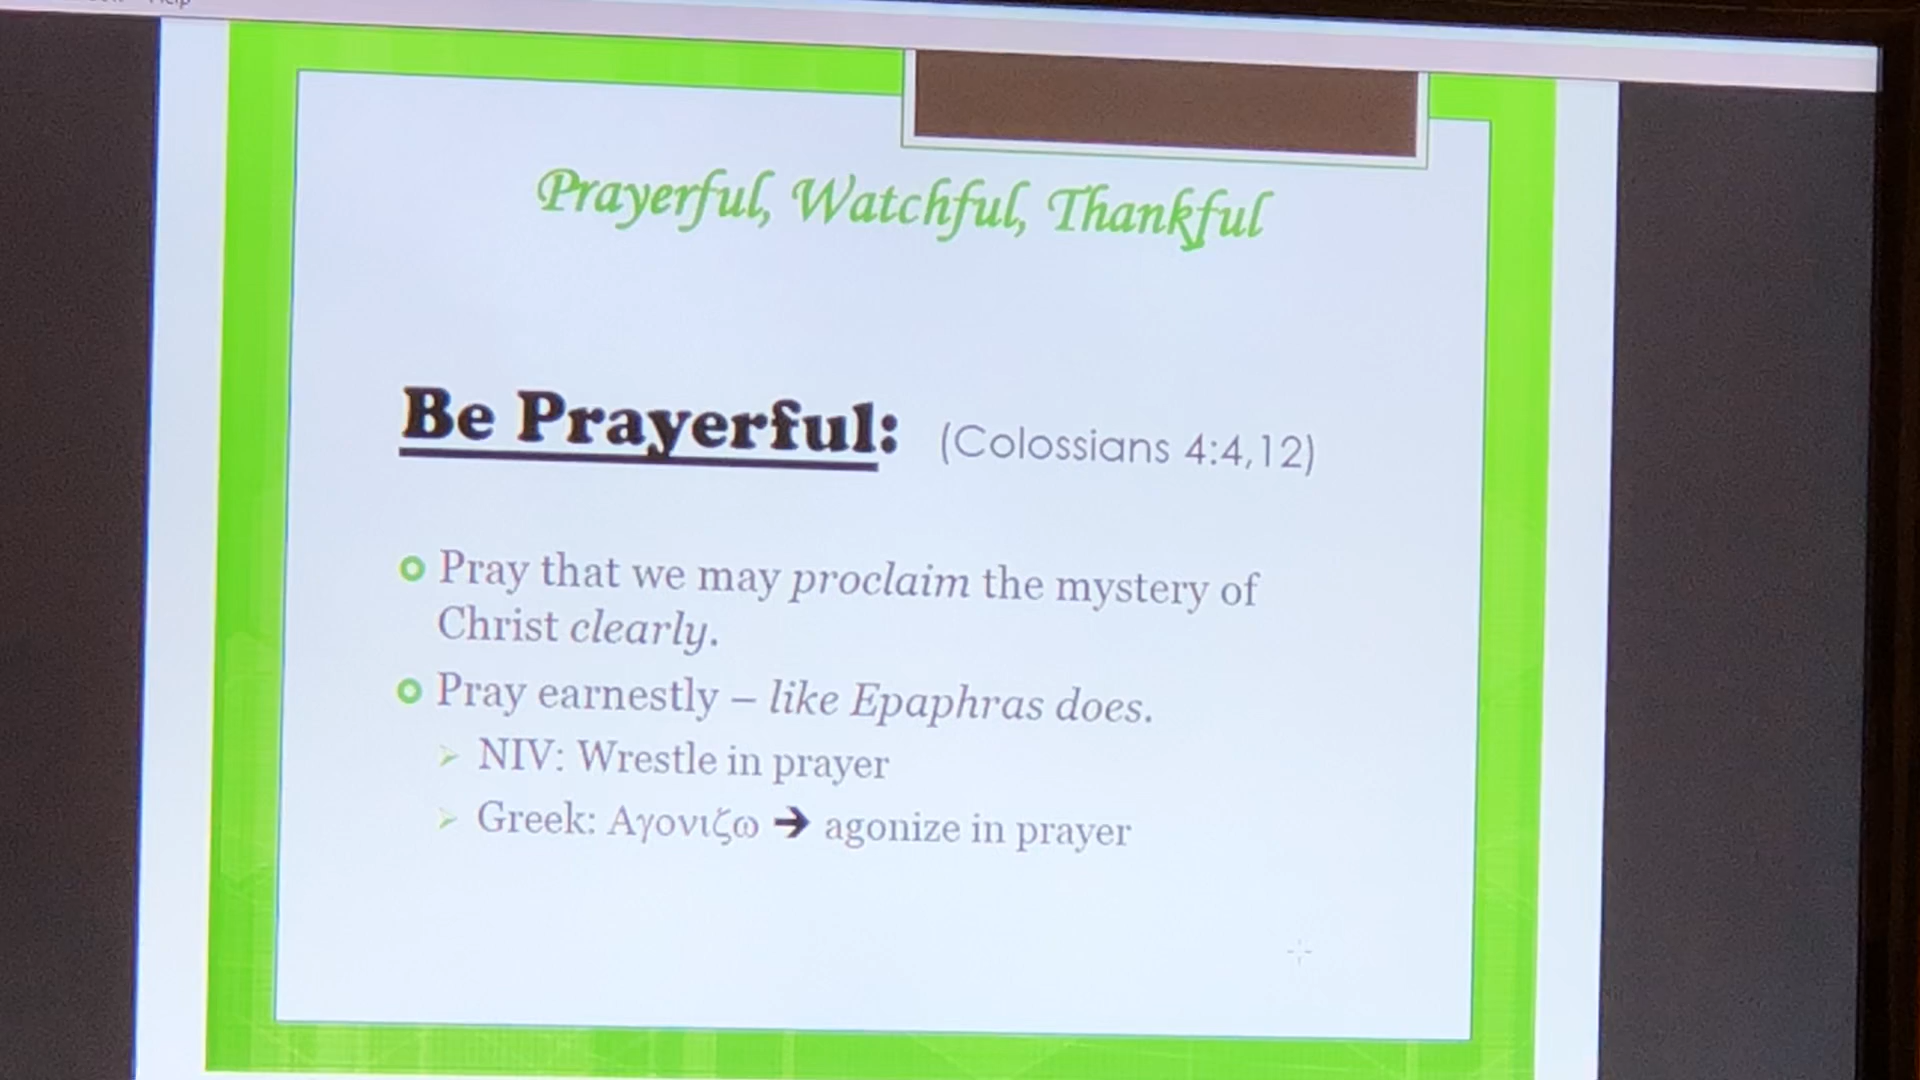 Help
Prayerful, Watchful, Thankful
Be Prayerful: (Colossians 4:4,12)
Pray that we may proclaim the mystery of
Christ clearly.
Pray earnestly – like Epaphras does.
NIV: Wrestle in prayer
Greek: Αγονιζω ➔ agonize in prayer